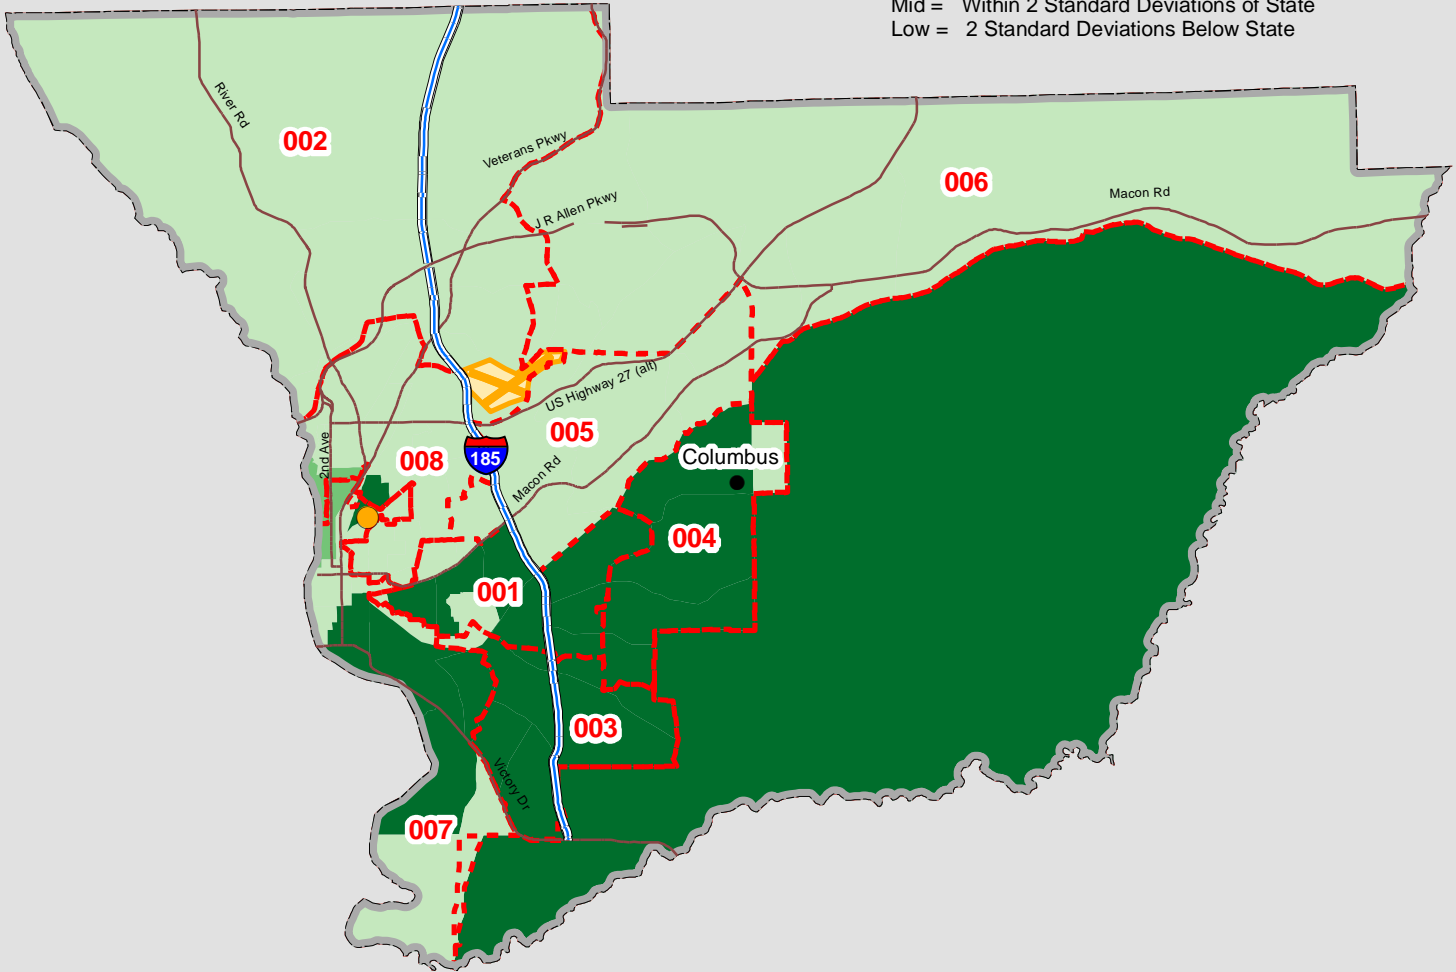 Mid = Within 2 Standard Deviations of State
Low = 2 Standard Deviations Below State
River Rd
002
Veterans Pkwy
006
Macon Rd
J R Allen Pkwy
US Highway 27 (alt)
005
2nd Ave
008
185
Columbus
Macon Rd
004
001
003
Victory Dr
007